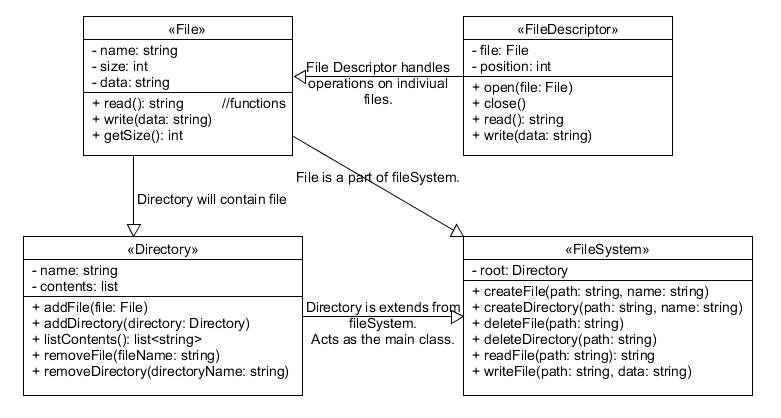 «File»
- name: string
- size: int
- data: string
+ read(): string //functions
+ write(data: string)
+ getSize(): int
«FileDescriptor»
- file: File
- position: int
+ open(file: File)
+ close()
+ read(): string
+ write(data: string)
File Descriptor handles
operations on indiviual
files.
File is a part of fileSystem.
Directory will contain file
«Directory»
- name: string
- contents: list
+ addFile(file: File)
+ addDirectory(directory: Directory)
+ listContents(): list<string>
+ removeFile(fileName: string)
+ removeDirectory(directoryName: string)
Directory is extends from
fileSystem.
Acts as the main class.
«FileSystem»
- root: Directory
+ createFile(path: string, name: string)
+ createDirectory(path: string, name: string)
+ deleteFile(path: string)
+ deleteDirectory(path: string)
+ readFile(path: string): string
+ writeFile(path: string, data: string)